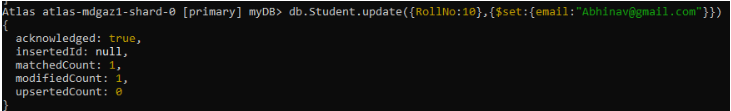 Atlas atlas-mdgaz1-shard-0 [primary] myDB> db.Student.update({RollNo:10},{$set:{email:"Abhinav@gmail.com"}})
{
  acknowledged: true,
  insertedId: null,
  matchedCount: 1,
  modifiedCount: 1,
  upsertedCount: 0
}